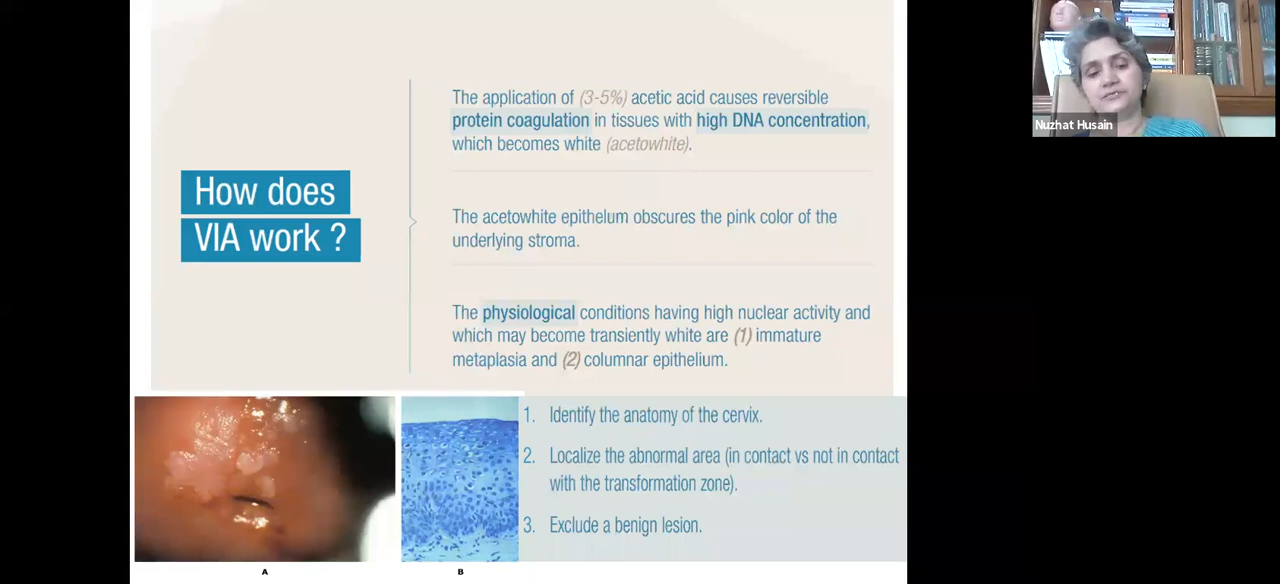 How does
VIA work ?
The application of (3-5%) acetic acid causes reversible
protein coagulation in tissues with high DNA concentration,
which becomes white (acetowhite).
The acetowhite epithelum obscures the pink color of the
underlying stroma.
The physiological conditions having high nuclear activity and
which may become transiently white are (1) immature
metaplasia and (2) columnar epithelium.
1. Identify the anatomy of the cervix.
2. Localize the abnormal area (in contact vs not in contact
with the transformation zone).
3. Exclude a benign lesion.
A
B
Nuzhat Husain